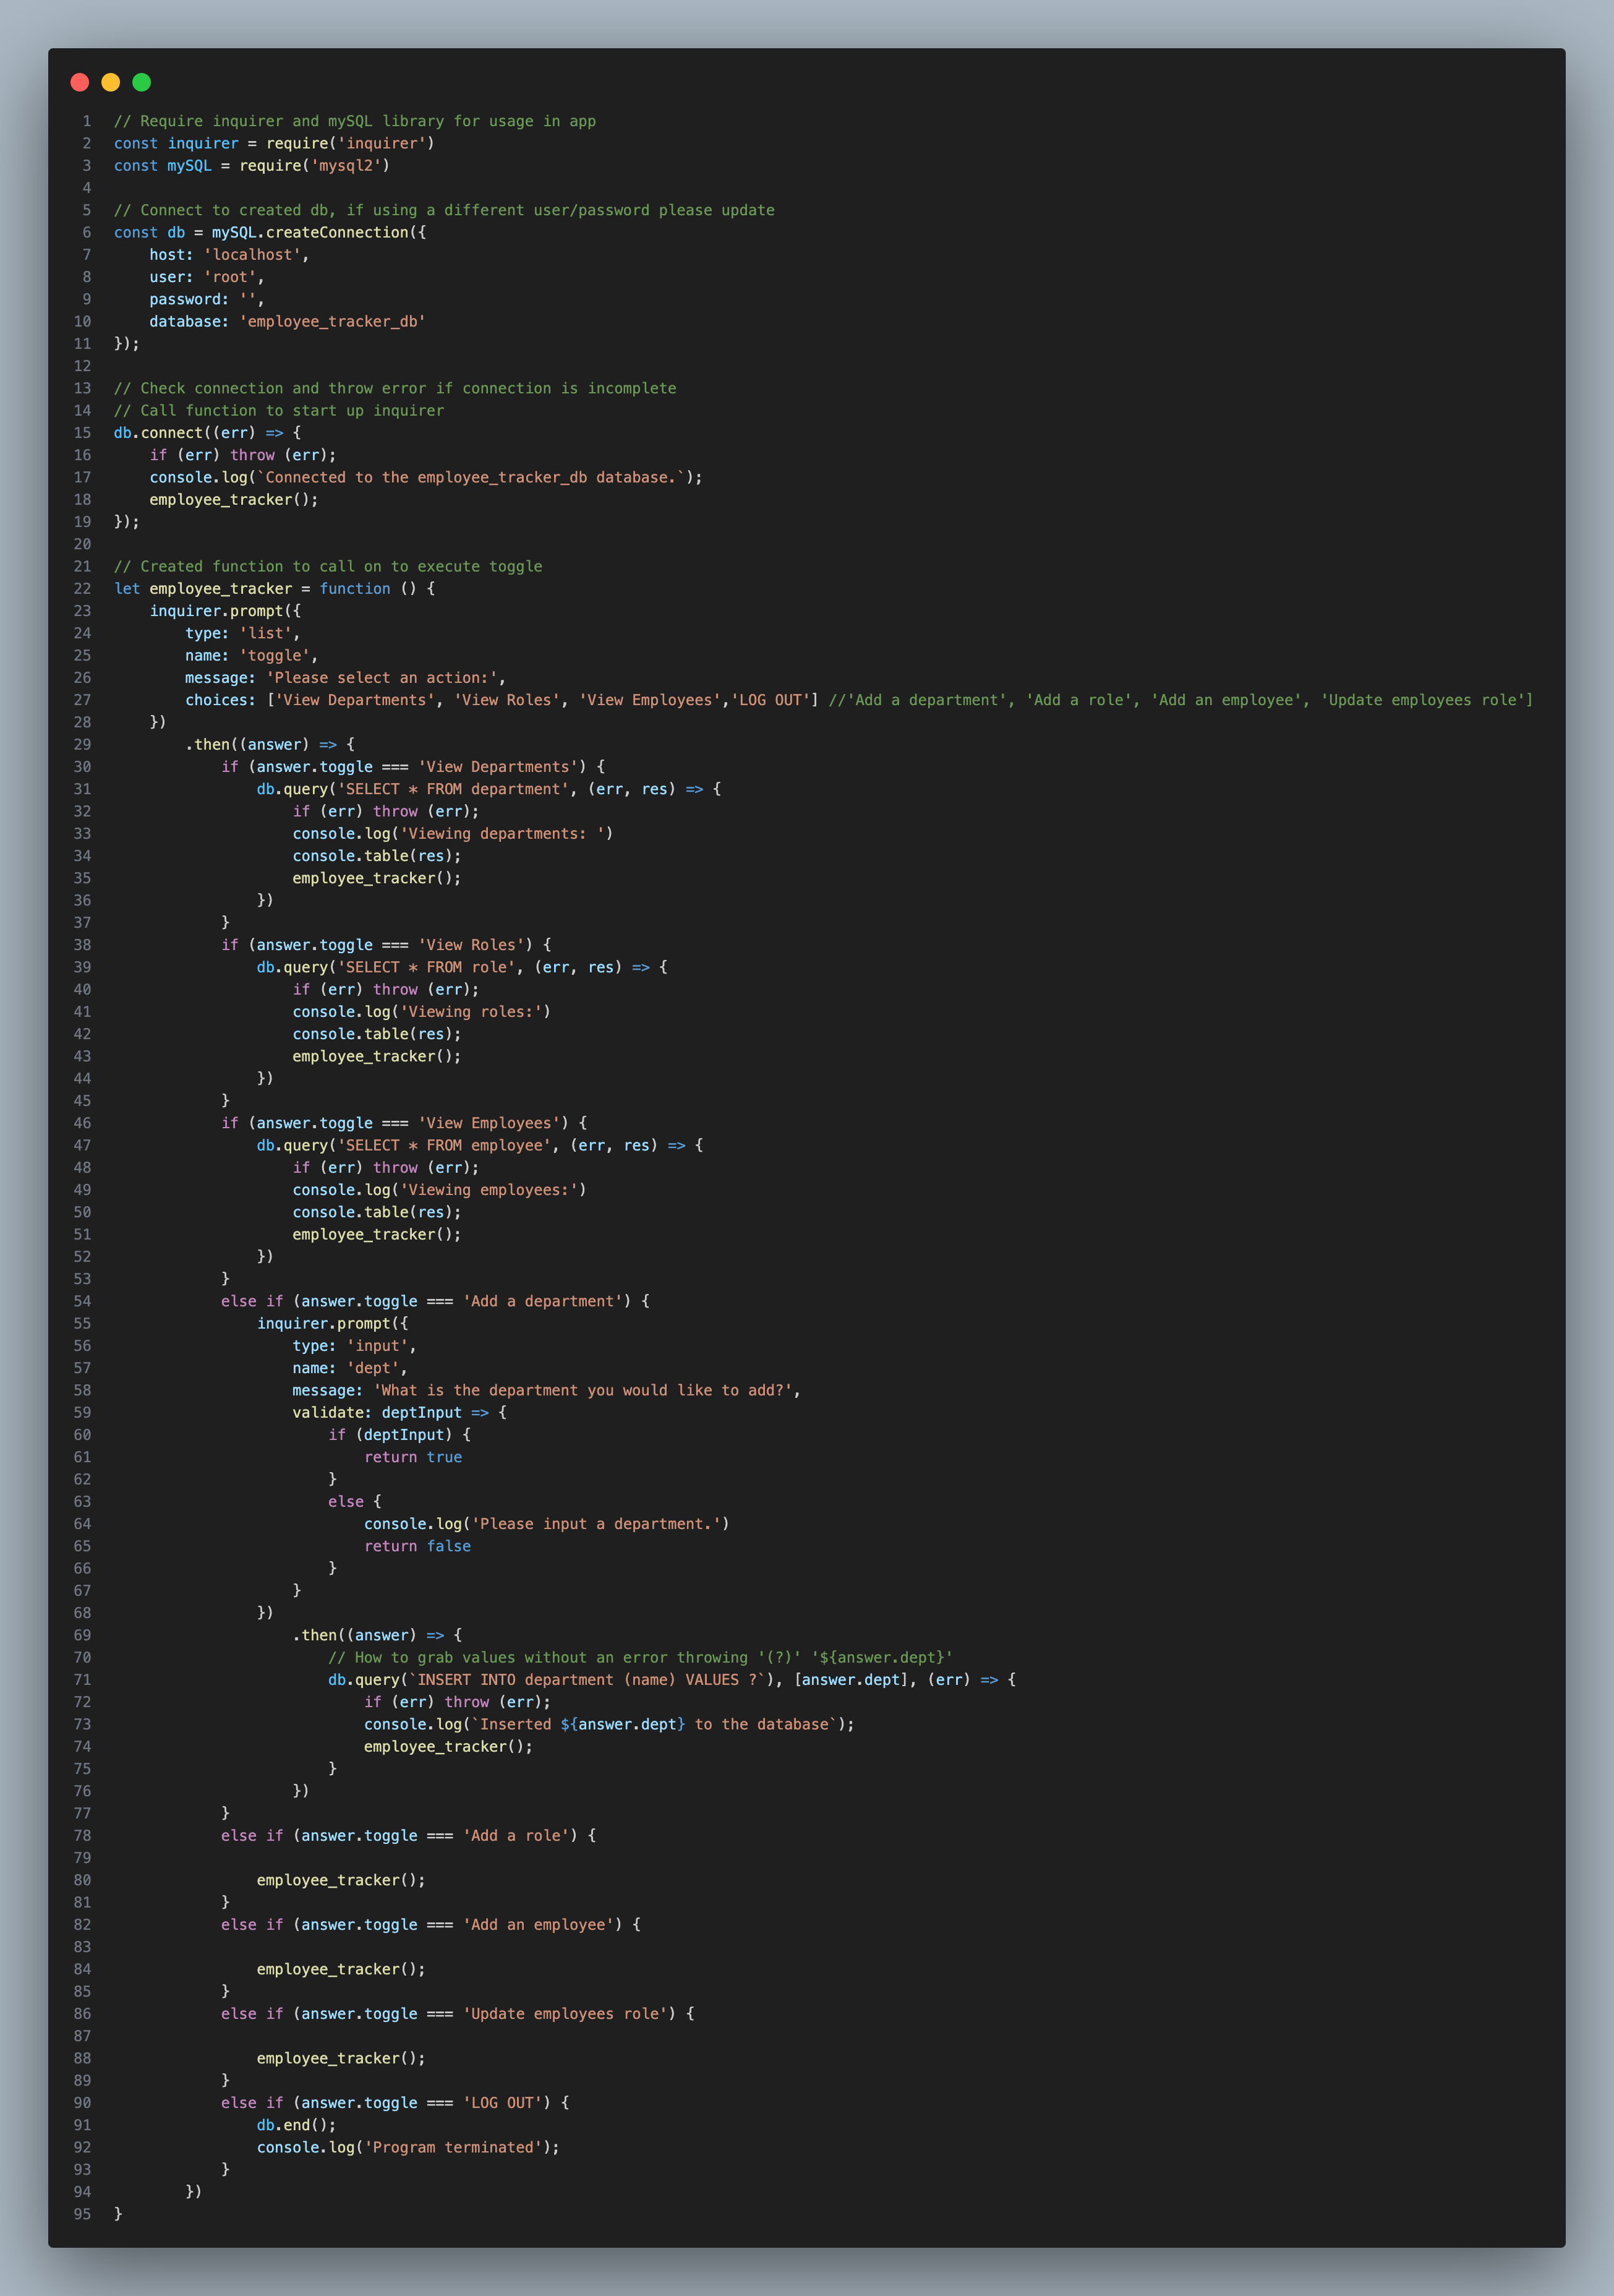 1 // Require inquirer and mySQL library for usage in app
2 const inquirer = require('inquirer')
3 const mySQL = require('mysql2')
4
5 // Connect to created db, if using a different user/password please update
6 const db = mySQL.createConnection({
7     host: 'localhost',
8     user: 'root',
9     password: '',
10     database: 'employee_tracker_db'
11 });
12
13 // Check connection and throw error if connection is incomplete
14 // Call function to start up inquirer
15 db.connect((err) => {
16     if (err) throw (err);
17     console.log(`Connected to the employee_tracker_db database.`);
18     employee_tracker();
19 });
20
21 // Created function to call on to execute toggle
22 let employee_tracker = function () {
23     inquirer.prompt({
24         type: 'list',
25         name: 'toggle',
26         message: 'Please select an action:',
27         choices: ['View Departments', 'View Roles', 'View Employees','LOG OUT'] //'Add a department', 'Add a role', 'Add an employee', 'Update employees role']
28     })
29         .then((answer) => {
30             if (answer.toggle === 'View Departments') {
31                 db.query('SELECT * FROM department', (err, res) => {
32                     if (err) throw (err);
33                     console.log('Viewing departments: ')
34                     console.table(res);
35                     employee_tracker();
36                 })
37             }
38             if (answer.toggle === 'View Roles') {
39                 db.query('SELECT * FROM role', (err, res) => {
40                     if (err) throw (err);
41                     console.log('Viewing roles:')
42                     console.table(res);
43                     employee_tracker();
44                 })
45             }
46             if (answer.toggle === 'View Employees') {
47                 db.query('SELECT * FROM employee', (err, res) => {
48                     if (err) throw (err);
49                     console.log('Viewing employees:')
50                     console.table(res);
51                     employee_tracker();
52                 })
53             }
54             else if (answer.toggle === 'Add a department') {
55                 inquirer.prompt({
56                     type: 'input',
57                     name: 'dept',
58                     message: 'What is the department you would like to add?',
59                     validate: deptInput => {
60                         if (deptInput) {
61                             return true
62                         }
63                         else {
64                             console.log('Please input a department.')
65                             return false
66                         }
67                     }
68                 })
69                     .then((answer) => {
70                         // How to grab values without an error throwing '(?)' '${answer.dept}'
71                         db.query(`INSERT INTO department (name) VALUES ?`), [answer.dept], (err) => {
72                             if (err) throw (err);
73                             console.log(`Inserted ${answer.dept} to the database`);
74                             employee_tracker();
75                         }
76                     })
77             }
78             else if (answer.toggle === 'Add a role') {
79
80                 employee_tracker();
81             }
82             else if (answer.toggle === 'Add an employee') {
83
84                 employee_tracker();
85             }
86             else if (answer.toggle === 'Update employees role') {
87
88                 employee_tracker();
89             }
90             else if (answer.toggle === 'LOG OUT') {
91                 db.end();
92                 console.log('Program terminated');
93             }
94         })
95 }